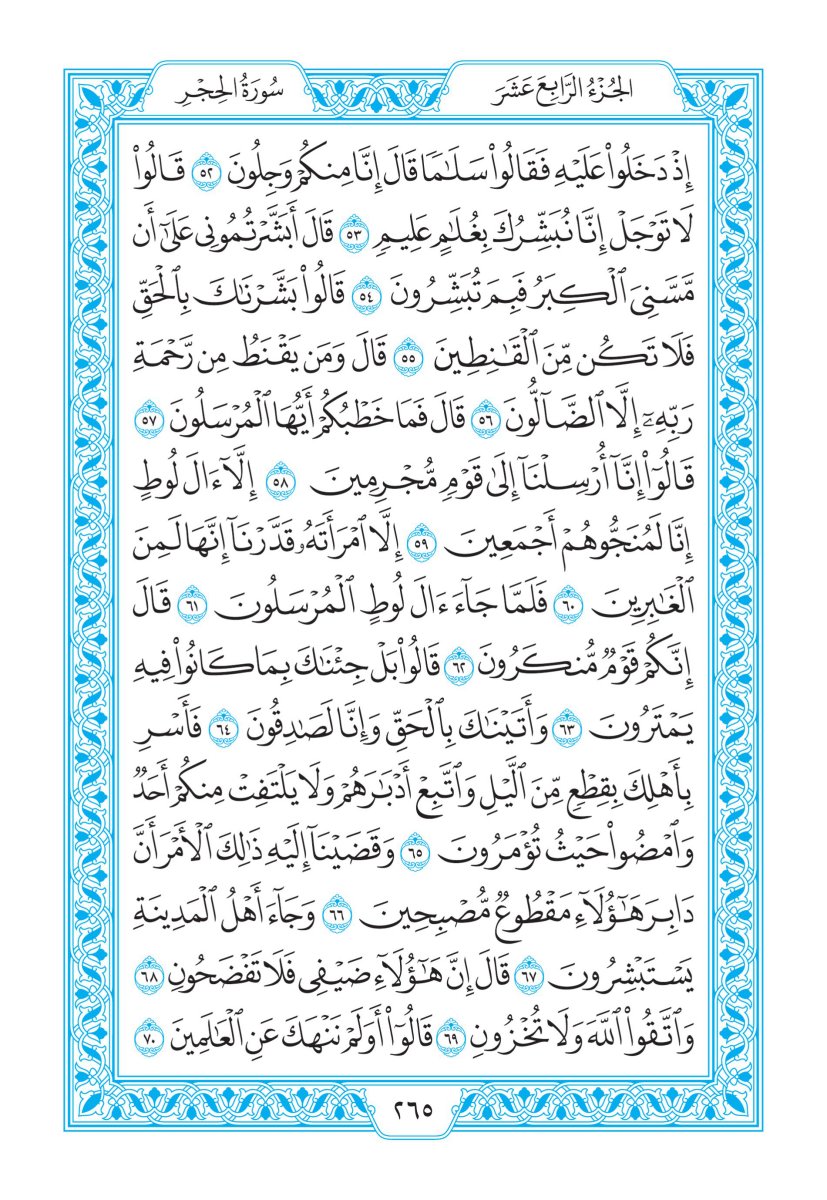 الجُزْءُ الرَّابِعَ عَشَرَ
سُورَةُ الحِجْرِ
إِذْ دَخَلُوا۟ عَلَيْهِ فَقَالُوا۟ سَلَـٰمًا قَالَ إِنَّا مِنكُمْ وَجِلُونَ ٥٢ قَالُوا۟
لَا تَوْجَلْ إِنَّا نُبَشِّرُكَ بِغُلَـٰمٍ عَلِيمٍ ٥٣ قَالَ أَبَشَّرْتُمُونِى عَلَىٰٓ أَن
مَّسَّنِىَ ٱلْكِبَرُ فَبِمَ تُبَشِّرُونَ ٥٤ قَالُوا۟ بَشَّرْنَـٰكَ بِٱلْحَقِّ
فَلَا تَكُن مِّنَ ٱلْقَـٰنِطِينَ ٥٥ قَالَ وَمَن يَقْنَطُ مِن رَّحْمَةِ
رَبِّهِۦٓ إِلَّا ٱلضَّآلُّونَ ٥٦ قَالَ فَمَا خَطْبُكُمْ أَيُّهَا ٱلْمُرْسَلُونَ ٥٧
قَالُوٓا۟ إِنَّآ أُرْسِلْنَآ إِلَىٰ قَوْمٍ مُّجْرِمِينَ ٥٨ إِلَّآ ءَالَ لُوطٍ
إِنَّا لَمُنَجُّوهُمْ أَجْمَعِينَ ٥٩ إِلَّا ٱمْرَأَتَهُۥ قَدَّرْنَآ إِنَّهَا لَمِنَ
ٱلْغَـٰبِرِينَ ٦٠ فَلَمَّا جَآءَ ءَالَ لُوطٍ ٱلْمُرْسَلُونَ ٦١ قَالَ
إِنَّكُمْ قَوْمٌ مُّنكَرُونَ ٦٢ قَالُوا۟ بَلْ جِئْنَـٰكَ بِمَا كَانُوا۟ فِيهِ
يَمْتَرُونَ ٦٣ وَأَتَيْنَـٰكَ بِٱلْحَقِّ وَإِنَّا لَصَـٰدِقُونَ ٦٤ فَأَسْرِ
بِأَهْلِكَ بِقِطْعٍ مِّنَ ٱلَّيْلِ وَٱتَّبِعْ أَدْبَـٰرَهُمْ وَلَا يَلْتَفِتْ مِنكُمْ أَحَدٌ
وَٱمْضُوا۟ حَيْثُ تُؤْمَرُونَ ٦٥ وَقَضَيْنَآ إِلَيْهِ ذَٰلِكَ ٱلْأَمْرَ أَنَّ
دَابِرَ هَـٰٓؤُلَآءِ مَقْطُوعٌ مُّصْبِحِينَ ٦٦ وَجَآءَ أَهْلُ ٱلْمَدِينَةِ
يَسْتَبْشِرُونَ ٦٧ قَالَ إِنَّ هَـٰٓؤُلَآءِ ضَيْفِى فَلَا تَفْضَحُونِ ٦٨
وَٱتَّقُوا۟ ٱللَّهَ وَلَا تُخْزُونِ ٦٩ قَالُوٓا۟ أَوَلَمْ نَنْهَكَ عَنِ ٱلْعَـٰلَمِينَ ٧٠
٢٦٥